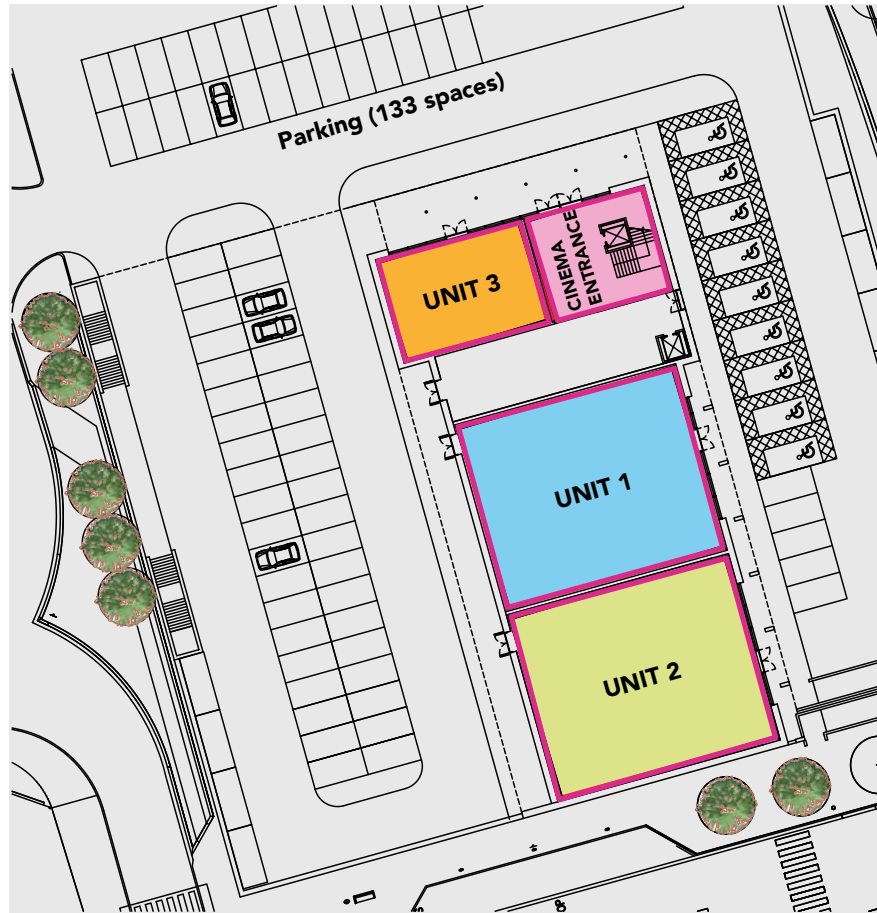 Parking (133 spaces)
CINEMA
ENTRANCE
UNIT 3
UNIT 1
UNIT 2